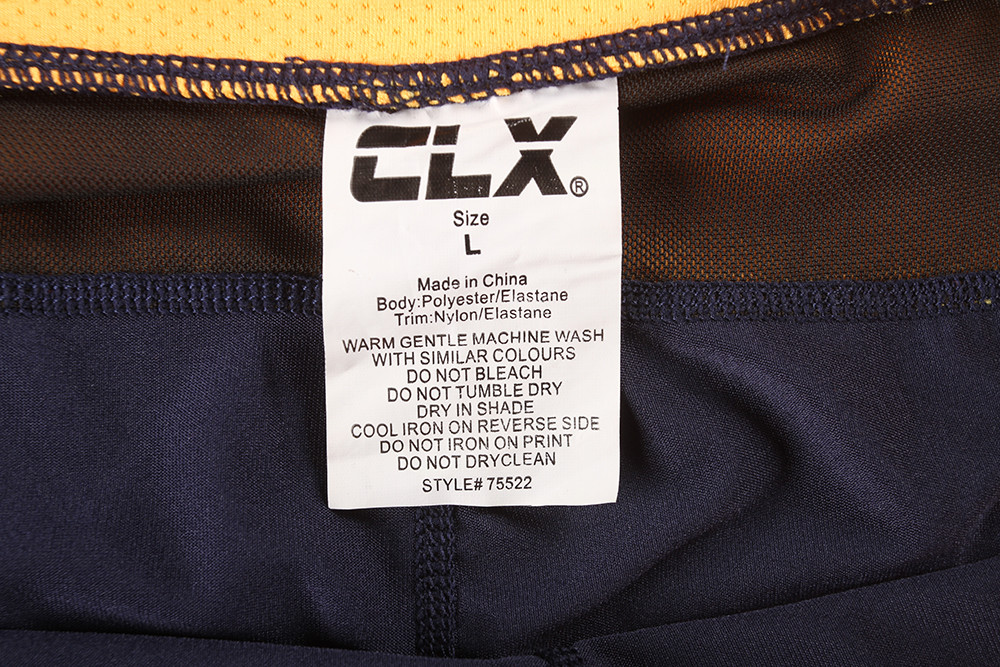 CLX®
Size
L
Made in China
Body:Polyester/Elastane
Trim:Nylon/Elastane
WARM GENTLE MACHINE WASH
WITH SIMILAR COLOURS
DO NOT BLEACH
DO NOT TUMBLE DRY
DRY IN SHADE
COOL IRON ON REVERSE SIDE
DO NOT IRON ON PRINT
DO NOT DRYCLEAN
STYLE# 75522